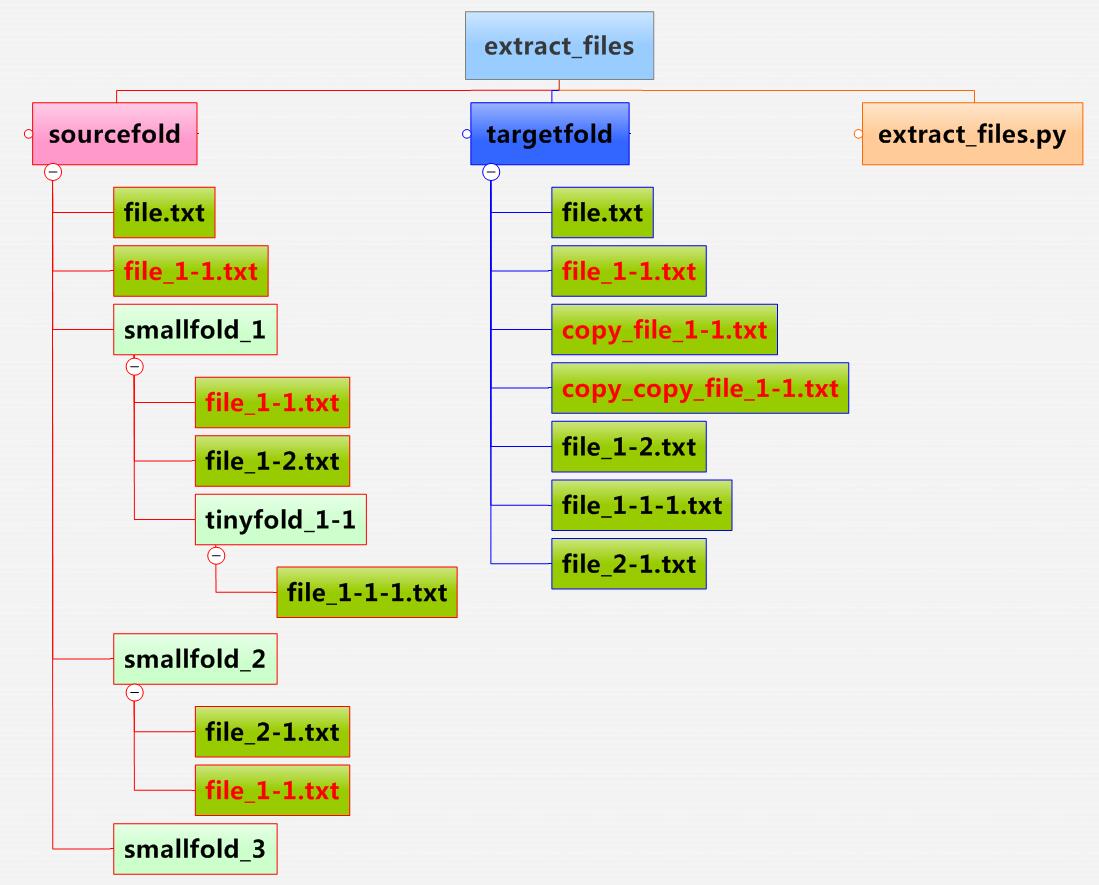 extract_files
sourcefold
targetfold
extract_files.py
file.txt
file_1-1.txt
smallfold_1
file_1-1.txt
file_1-2.txt
tinyfold_1-1
file_1-1-1.txt
smallfold_2
file_2-1.txt
file_1-1.txt
smallfold_3
file.txt
file_1-1.txt
copy_file_1-1.txt
copy_copy_file_1-1.txt
file_1-2.txt
file_1-1-1.txt
file_2-1.txt